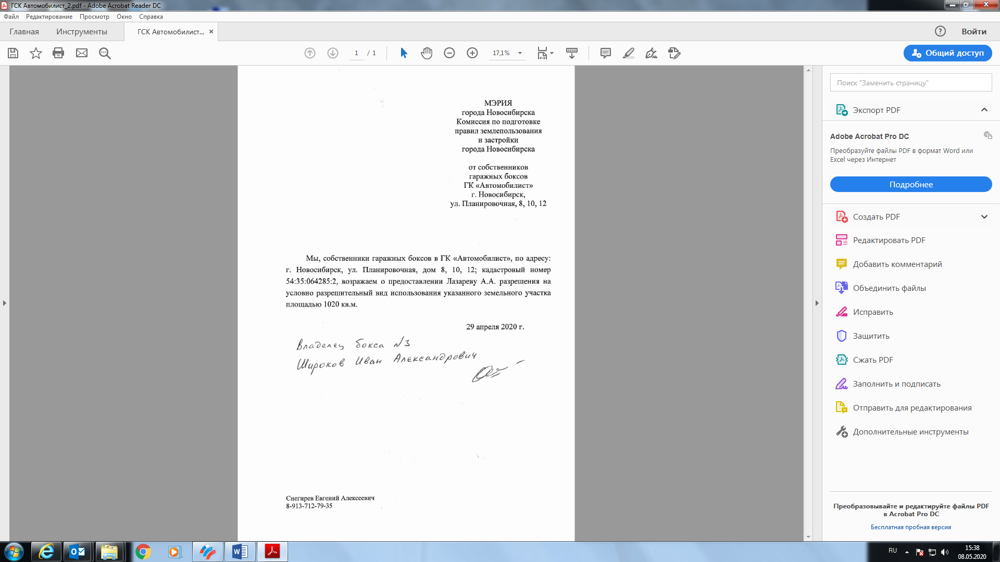 ГСК Автомобилист_2.pdf - Adobe Acrobat Reader DC
Файл Редактирование Просмотр Окно Справка
Главная Инструменты ГСК Автомобилист... × ? Войти
1 / 1 17,1% Общий доступ
МЭРИЯ
города Новосибирска
Комиссия по подготовке
правил землепользования
и застройки
города Новосибирска
от собственников
гаражных боксов
ГК «Автомобилист»
г. Новосибирск,
ул. Планировочная, 8, 10, 12
Мы, собственники гаражных боксов в ГК «Автомобилист», по адресу:
г. Новосибирск, ул. Планировочная, дом 8, 10, 12; кадастровый номер
54:35:064285:2, возражаем о предоставлении Лазареву А.А. разрешения на
условно разрешительный вид использования указанного земельного участка
площадью 1020 кв.м.
29 апреля 2020 г.
Владелец бокса №3
Широков Иван Александрович
Снегирев Евгений Алексеевич
8-913-712-79-35
Поиск "Заменить страницу"
Экспорт PDF
Adobe Acrobat Pro DC
Преобразуйте файлы PDF в формат Word или
Excel через Интернет
Подробнее
Создать PDF
Редактировать PDF
Добавить комментарий
Объединить файлы
Исправить
Защитить
Сжать PDF
Заполнить и подписать
Отправить для редактирования
Дополнительные инструменты
Преобразовывайте и редактируйте файлы PDF
в Acrobat Pro DC
Бесплатная пробная версия
RU 15:38
08.05.2020